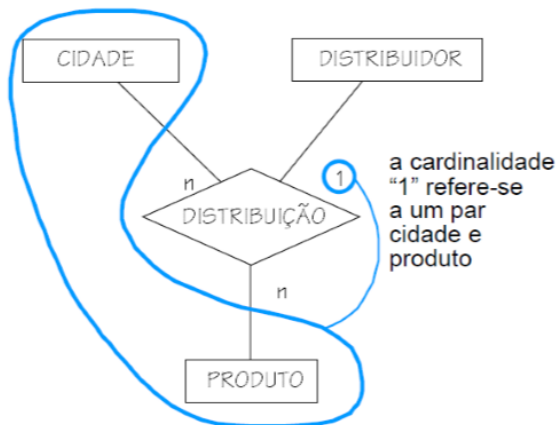 CIDADE
DISTRIBUIDOR
n
1
DISTRIBUIÇÃO
n
PRODUTO
a cardinalidade
"1" refere-se
a um par
cidade e
produto